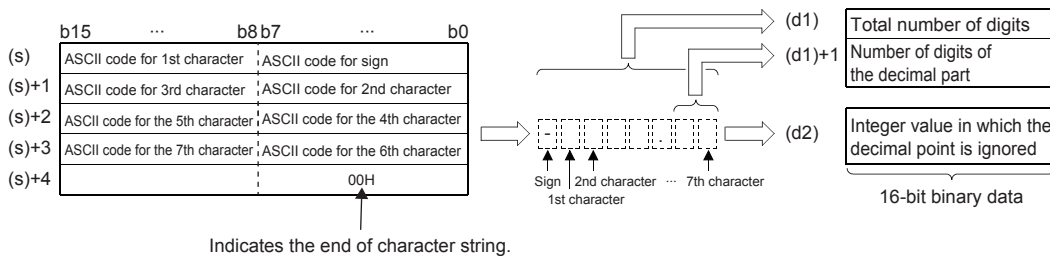 b15 ... b8 b7 ... b0
(s) ASCII code for 1st character ASCII code for sign
(s)+1 ASCII code for 3rd character ASCII code for 2nd character
(s)+2 ASCII code for the 5th character ASCII code for the 4th character
(s)+3 ASCII code for the 7th character ASCII code for the 6th character
(s)+4 00H
Indicates the end of character string.
- .
Sign 2nd character ... 7th character
1st character
(d1) Total number of digits
(d1)+1 Number of digits of
the decimal part
(d2) Integer value in which the
decimal point is ignored
16-bit binary data